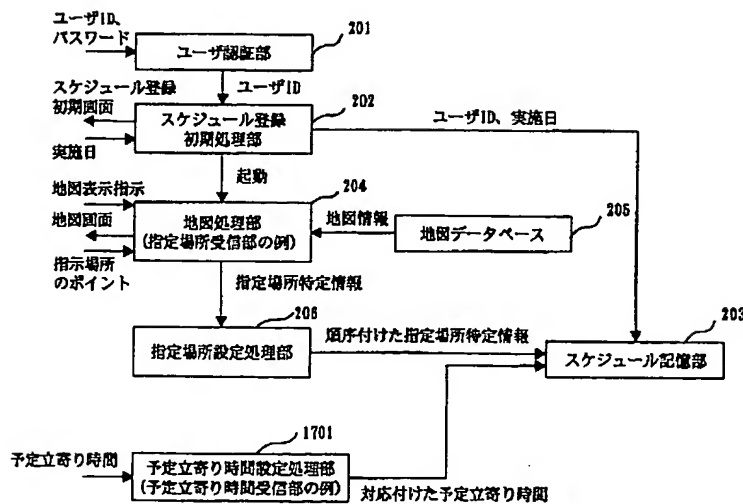 ユーザID、
パスワード
201
ユーザ認証部
スケジュール登録
初期画面
ユーザID
202
スケジュール登録
初期処理部
ユーザID、実施日
実施日
起動
204
地図表示指示
地図画面
地図処理部
(指定場所受信部の例)
地図情報
205
地図データベース
指示場所
のポイント
指定場所特定情報
206
指定場所設定処理部
順序付けた指定場所特定情報
203
スケジュール記憶部
1701
予定立寄り時間
予定立寄り時間設定処理部
(予定立寄り時間受信部の例)
対応付けた予定立寄り時間